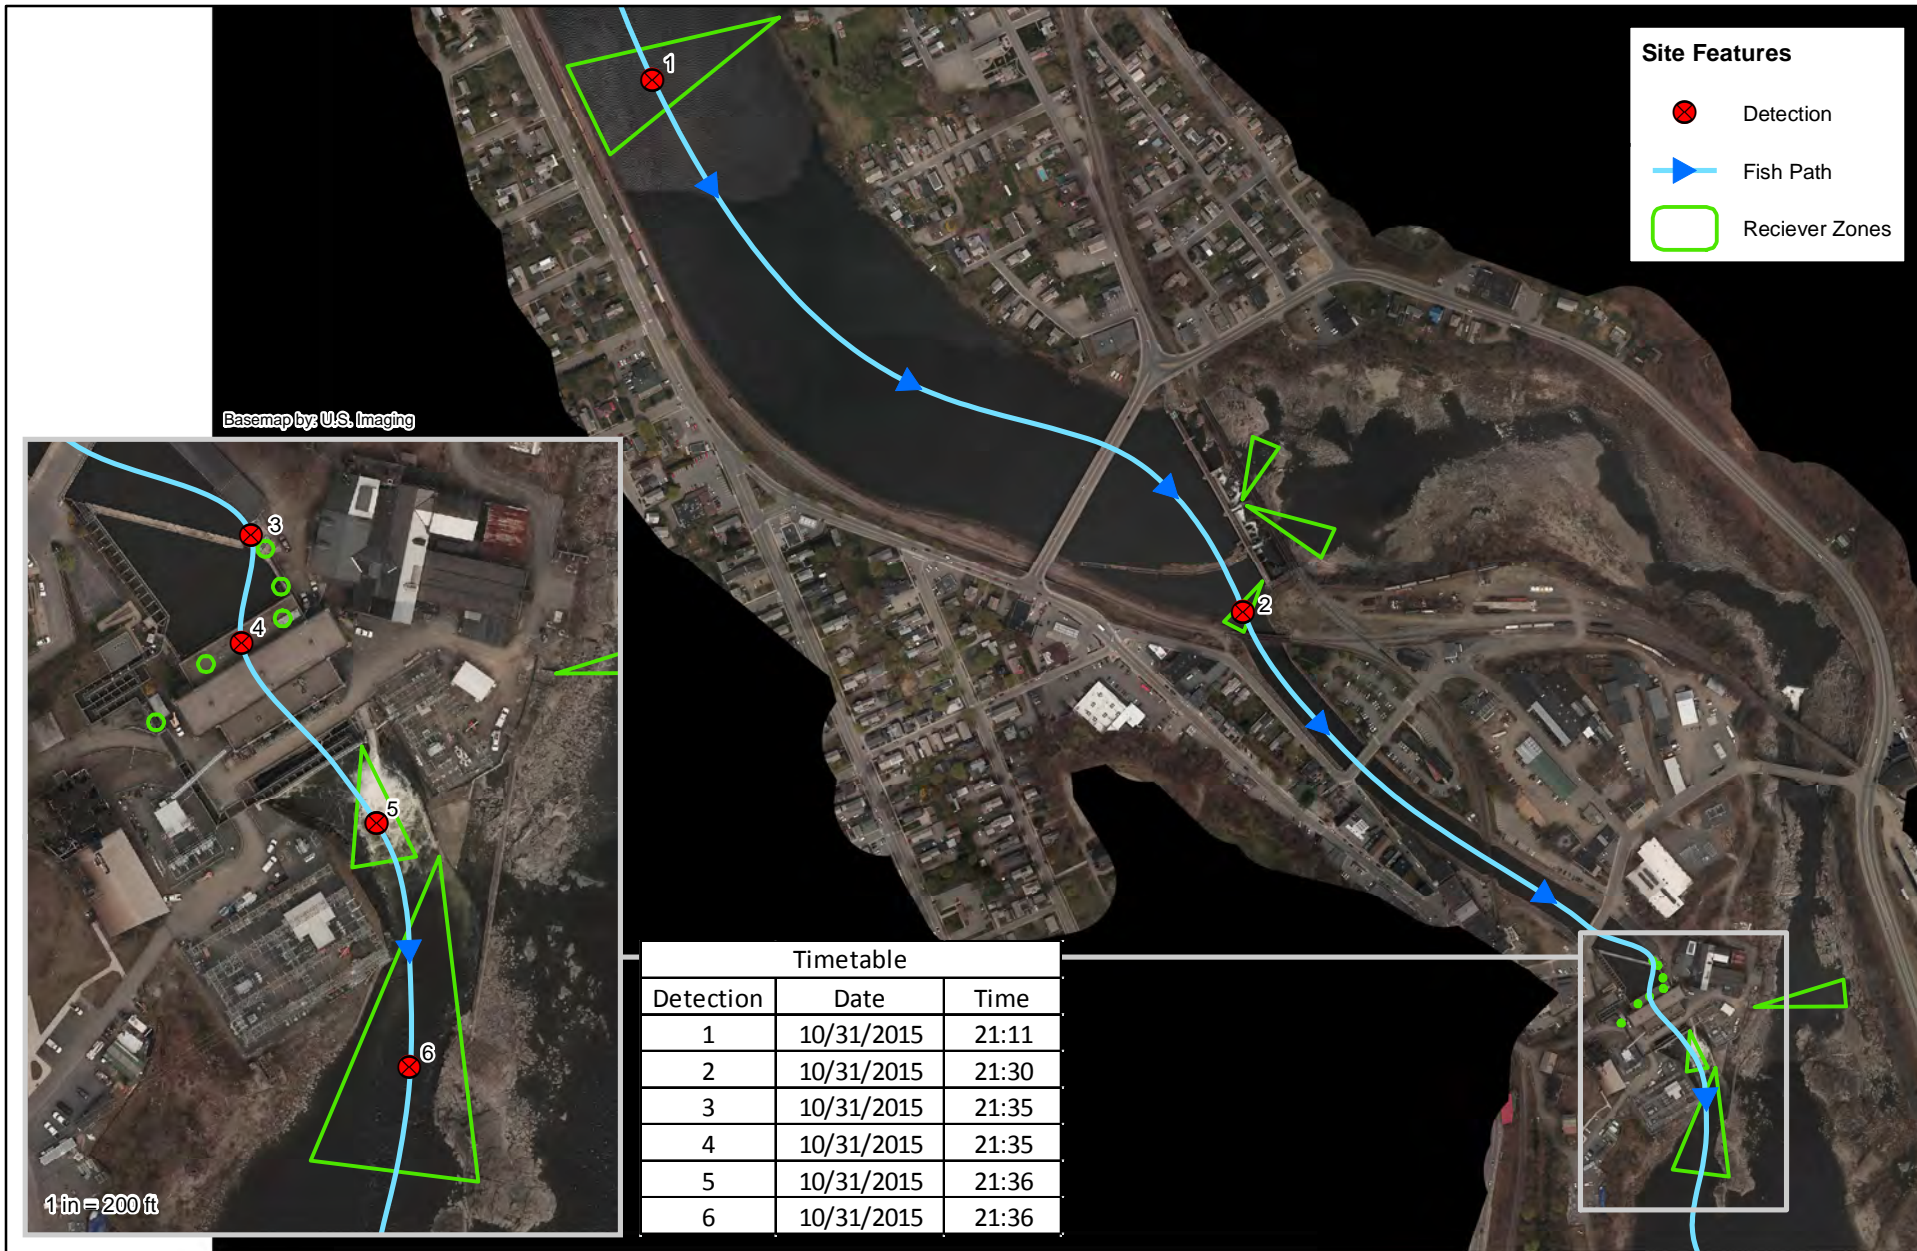 Site Features
Detection
Fish Path
Reciever Zones
1
2
Basemap by: U.S. Imaging
3
4
5
6
1 in = 200 ft
Timetable
Detection Date Time
1 10/31/2015 21:11
2 10/31/2015 21:30
3 10/31/2015 21:35
4 10/31/2015 21:35
5 10/31/2015 21:36
6 10/31/2015 21:36